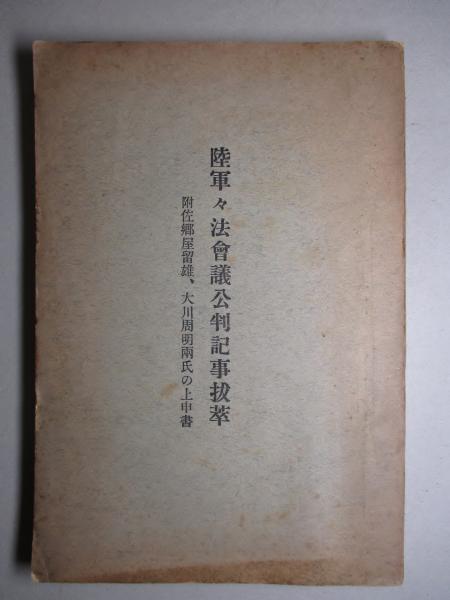 陸軍々法會議公判記事拔萃
附佐郷屋留雄、大川周明兩氏の上申書